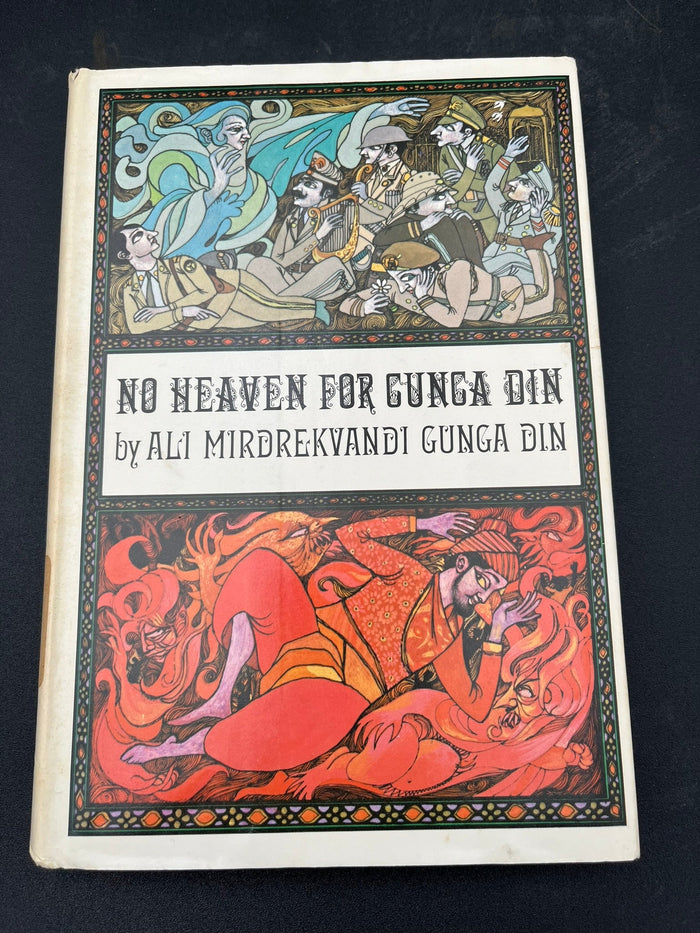 NO HEAVEN FOR GUNGA DIN
by ALI MIRDREKVANDI GUNGA DIN